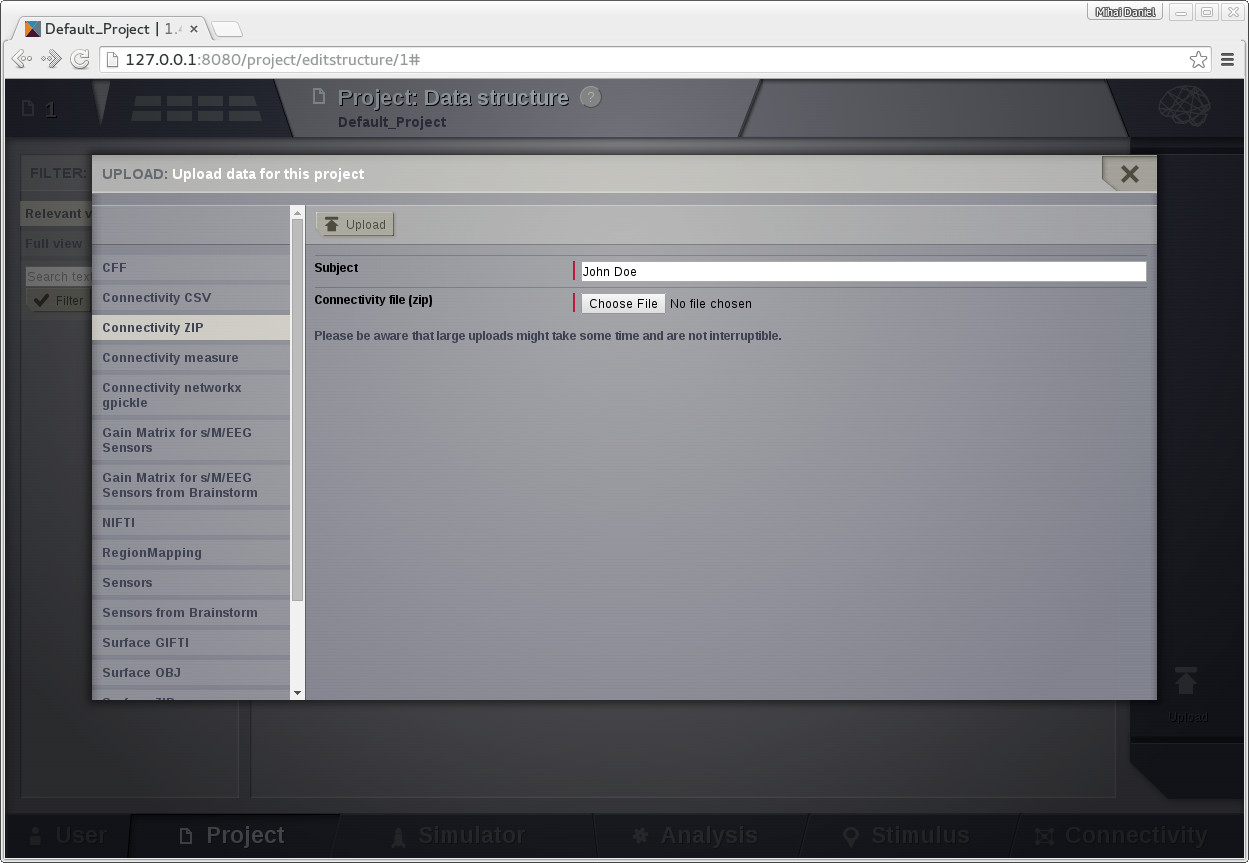 Mihai Daniel
Default_Project | 1.
127.0.0.1:8080/project/editstructure/1#
1
Project: Data structure ?
Default_Project
FILTER:
UPLOAD: Upload data for this project
Relevant v
Full view
Search tex
Filter
Upload
CFF
Connectivity CSV
Connectivity ZIP
Connectivity measure
Connectivity networkx
gpickle
Gain Matrix for s/M/EEG
Sensors
Gain Matrix for s/M/EEG
Sensors from Brainstorm
NIFTI
RegionMapping
Sensors
Sensors from Brainstorm
Surface GIFTI
Surface OBJ
Subject
John Doe
Connectivity file (zip)
Choose File No file chosen
Please be aware that large uploads might take some time and are not interruptible.
Upload
User
Project
Simulator
Analysis
Stimulus
Connectivity